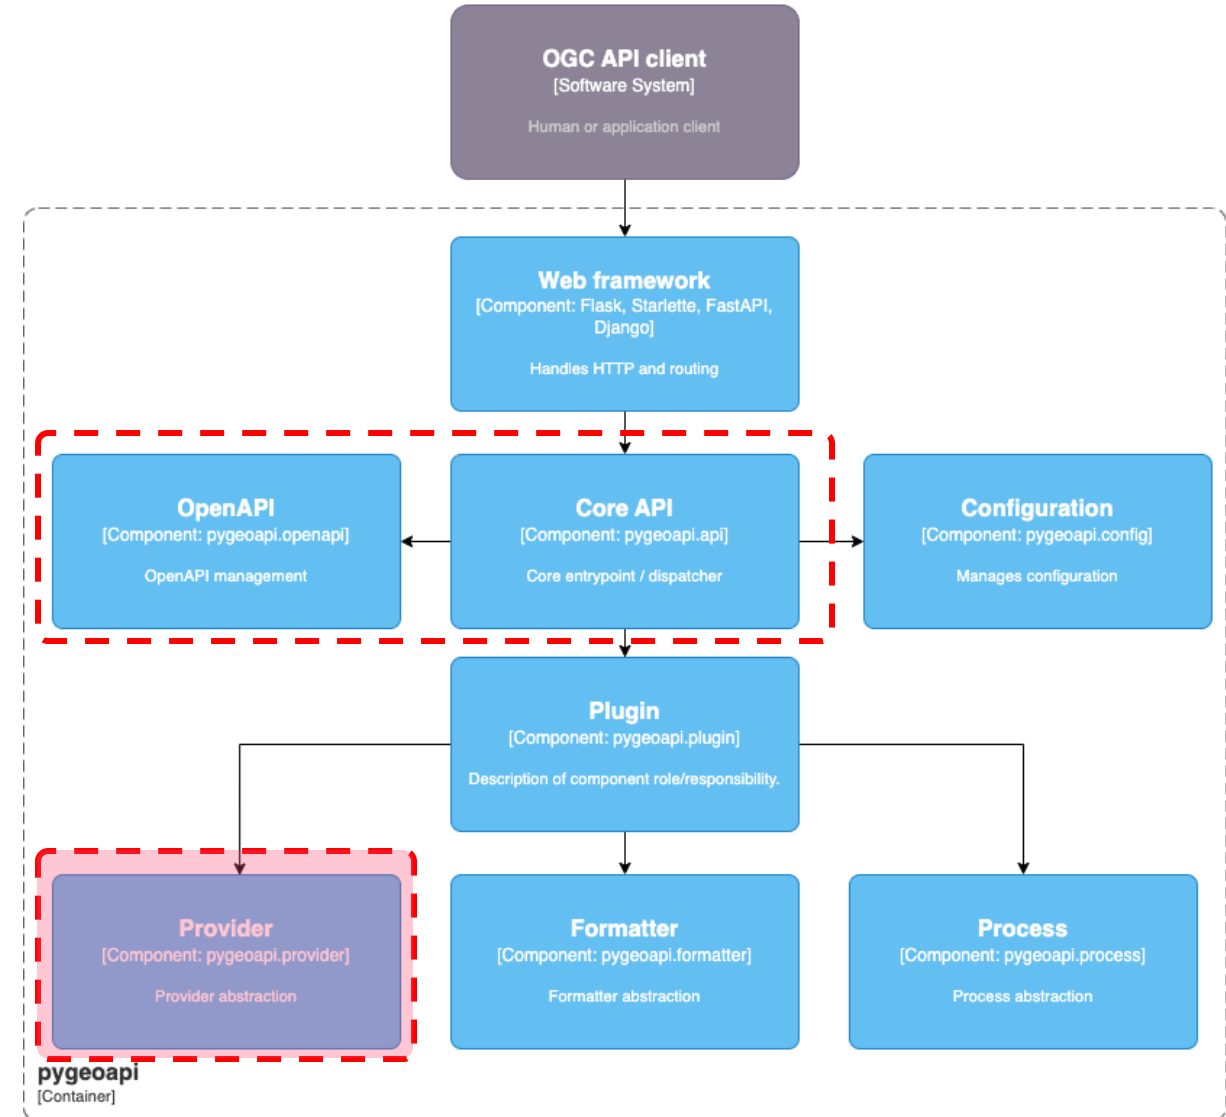 OGC API client
[Software System]
Human or application client
Web framework
[Component: Flask, Starlette, FastAPI,
Django]
Handles HTTP and routing
OpenAPI
[Component: pygeoapi.openapi]
OpenAPI management
Core API
[Component: pygeoapi.api]
Core entrypoint / dispatcher
Configuration
[Component: pygeoapi.config]
Manages configuration
Plugin
[Component: pygeoapi.plugin]
Description of component role/responsibility.
Provider
[Component: pygeoapi.provider]
Provider abstraction
Formatter
[Component: pygeoapi.formatter]
Formatter abstraction
Process
[Component: pygeoapi.process]
Process abstraction
pygeoapi
[Container]